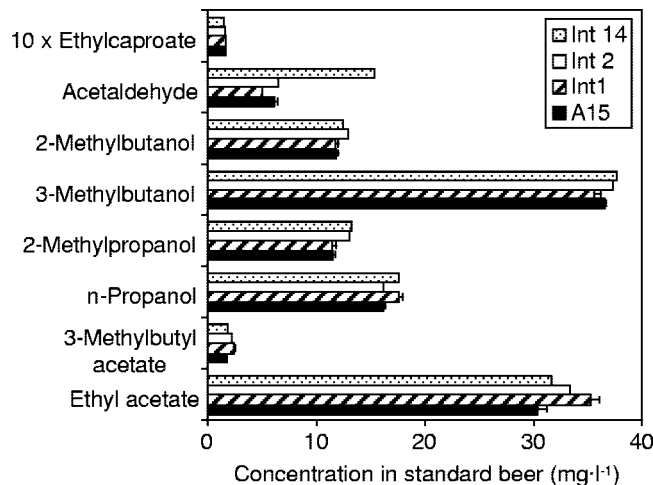 10 x Ethylcaproate
Acetaldehyde
2-Methylbutanol
3-Methylbutanol
2-Methylpropanol
n-Propanol
3-Methylbutyl
acetate
Ethyl acetate
Int 14
Int 2
Int1
A15
0 10 20 30 40
Concentration in standard beer (mg·l⁻¹)